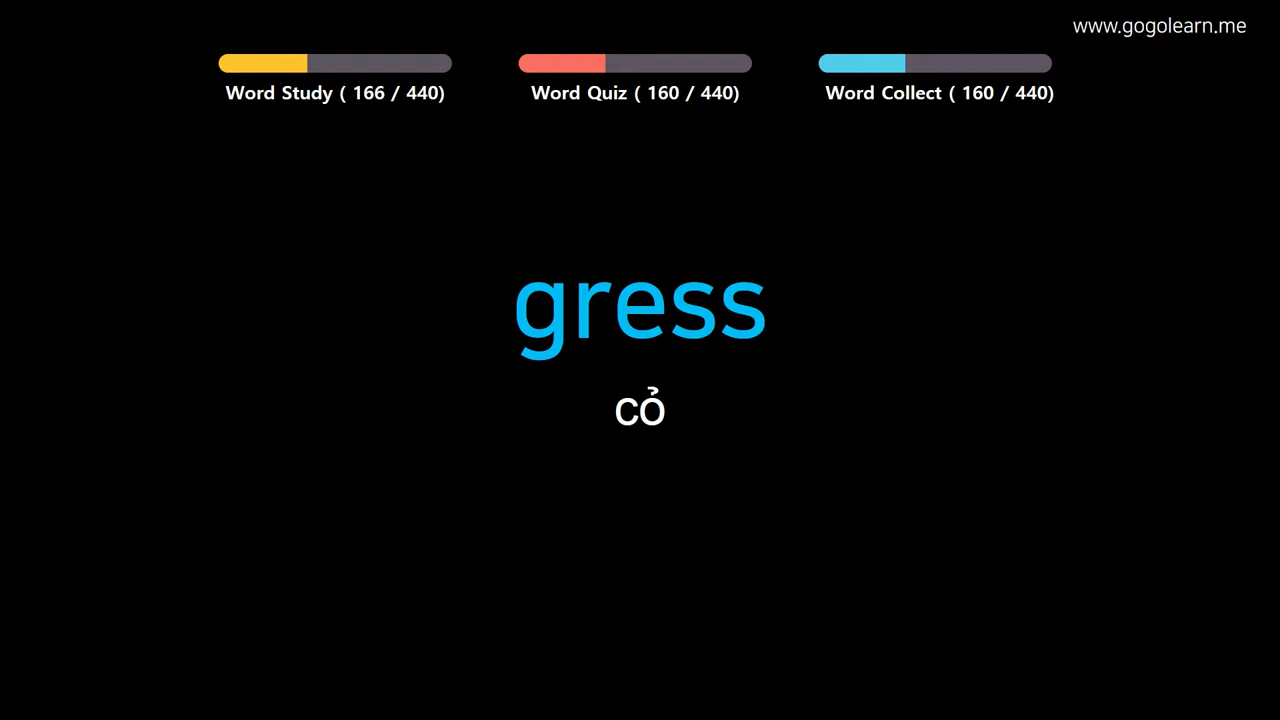 www.gogolearn.me
Word Study ( 166 / 440)
Word Quiz ( 160 / 440)
Word Collect ( 160 / 440)
gress
cỏ